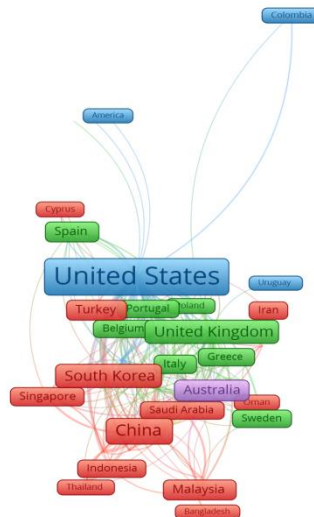 Colombia
America
Cyprus
Spain
United States
Uruguay
Turkey
Portugal
Poland
Iran
Belgium
United Kingdom
Italy
Greece
South Korea
Australia
Singapore
Saudi Arabia
Oman
Sweden
China
Indonesia
Thailand
Malaysia
Bangladesh